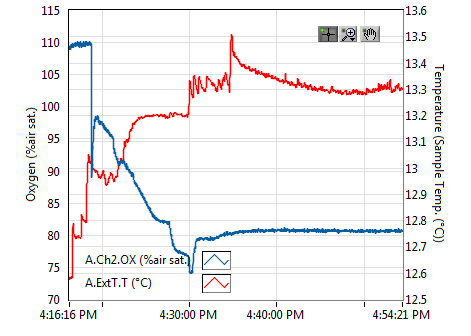 115
110
105
100
95
90
85
80
75
70
Oxygen (%air sat.)
13.6
13.5
13.4
13.3
13.2
13.1
13
12.9
12.8
12.7
12.6
12.5
Temperature (Sample Temp. (°C))
A.Ch2.OX (%air sat.)
A.ExtT.T (°C)
4:16:16 PM
4:30:00 PM
4:40:00 PM
4:54:21 PM